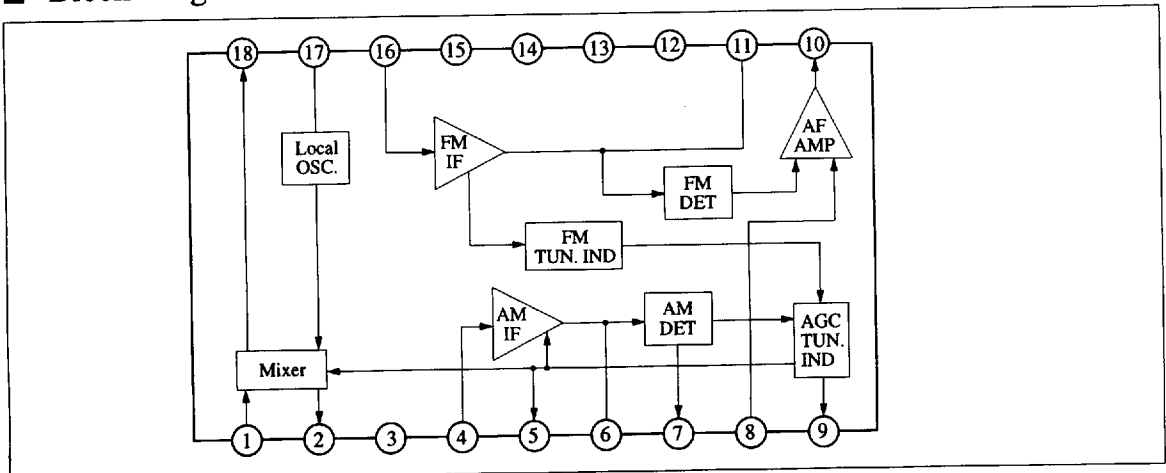 18 17 16 15 14 13 12 11 10
Local
OSC.
FM
IF
AF
AMP
FM
DET
FM
TUN. IND
AM
IF
AM
DET
AGC
TUN.
IND
Mixer
1 2 3 4 5 6 7 8 9